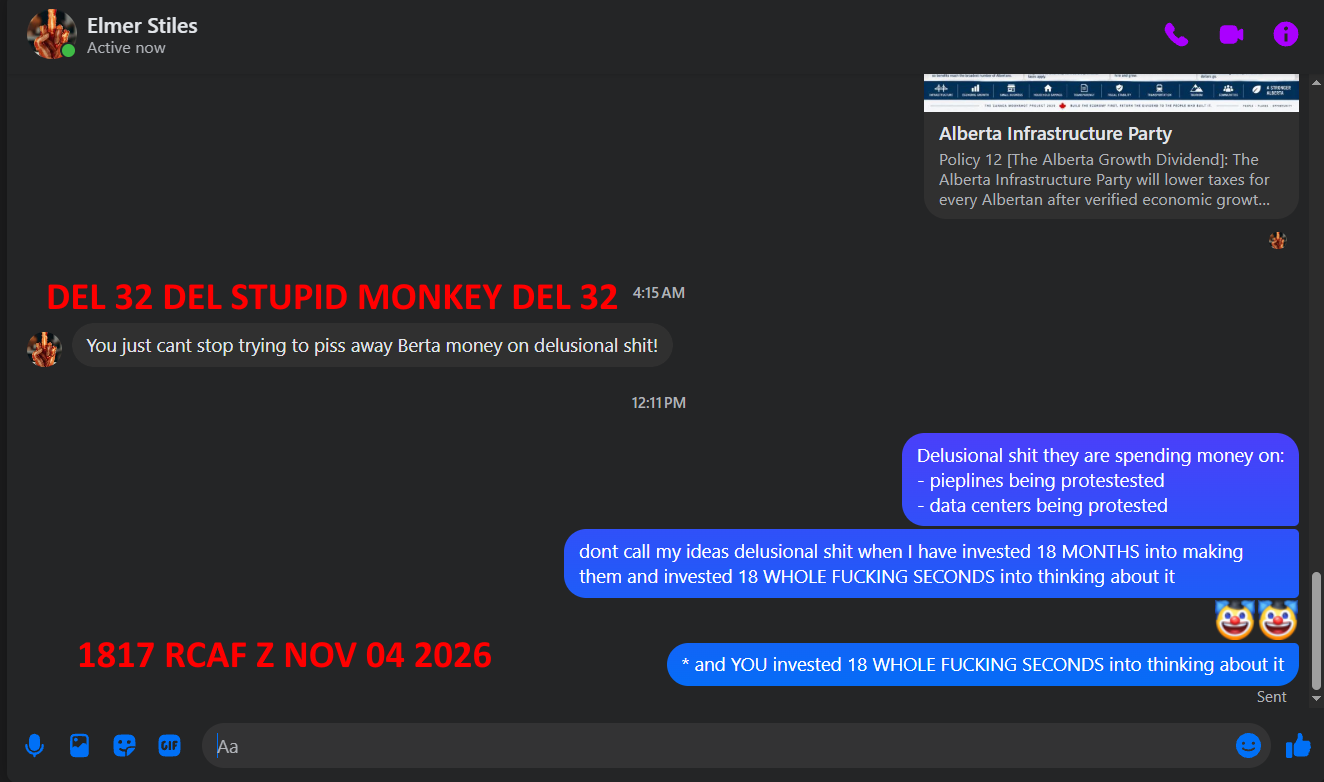 Elmer Stiles
Active now
A STRONGER
ALBERTA
Alberta Infrastructure Party
Policy 12 [The Alberta Growth Dividend]: The
Alberta Infrastructure Party will lower taxes for
every Albertan after verified economic growt...
DEL 32 DEL STUPID MONKEY DEL 32
4:15 AM
You just cant stop trying to piss away Berta money on delusional shit!
12:11 PM
Delusional shit they are spending money on:
- pieplines being protestested
- data centers being protested
dont call my ideas delusional shit when I have invested 18 MONTHS into making
them and invested 18 WHOLE FUCKING SECONDS into thinking about it
1817 RCAF Z NOV 04 2026
* and YOU invested 18 WHOLE FUCKING SECONDS into thinking about it
Sent
GIF
Aa